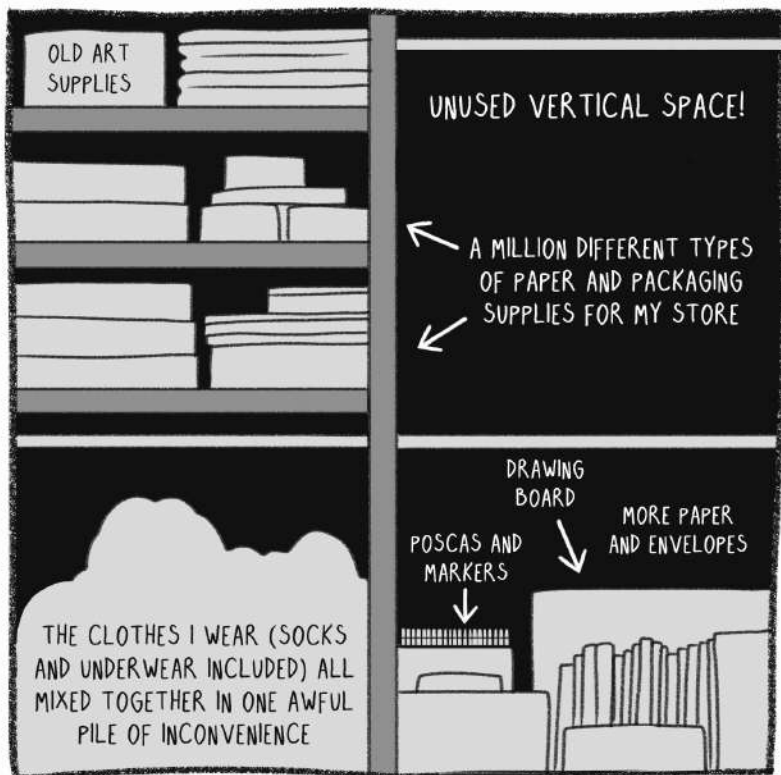 OLD ART
SUPPLIES
UNUSED VERTICAL SPACE!
A MILLION DIFFERENT TYPES
OF PAPER AND PACKAGING
SUPPLIES FOR MY STORE
DRAWING
BOARD
MORE PAPER
AND ENVELOPES
POSCAS AND
MARKERS
THE CLOTHES I WEAR (SOCKS
AND UNDERWEAR INCLUDED) ALL
MIXED TOGETHER IN ONE AWFUL
PILE OF INCONVENIENCE